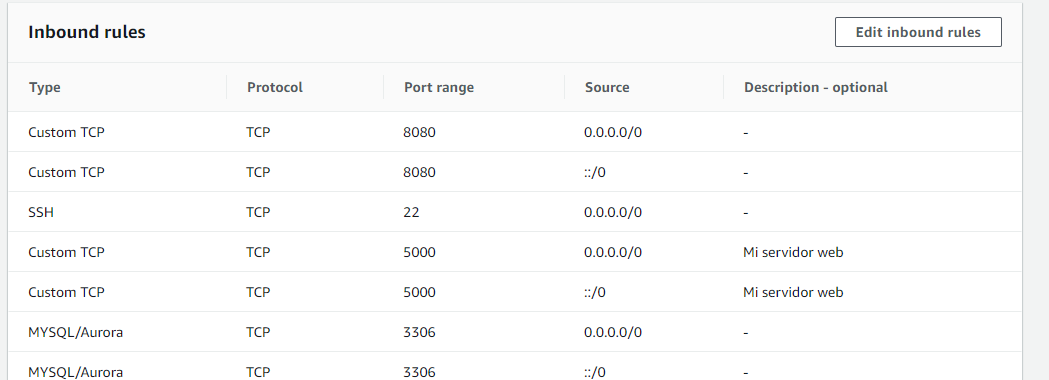 Inbound rules
Edit inbound rules
Type Protocol Port range Source Description - optional
Custom TCP TCP 8080 0.0.0.0/0 -
Custom TCP TCP 8080 ::/0 -
SSH TCP 22 0.0.0.0/0 -
Custom TCP TCP 5000 0.0.0.0/0 Mi servidor web
Custom TCP TCP 5000 ::/0 Mi servidor web
MYSQL/Aurora TCP 3306 0.0.0.0/0 -
MYSQL/Aurora TCP 3306 ::/0 -